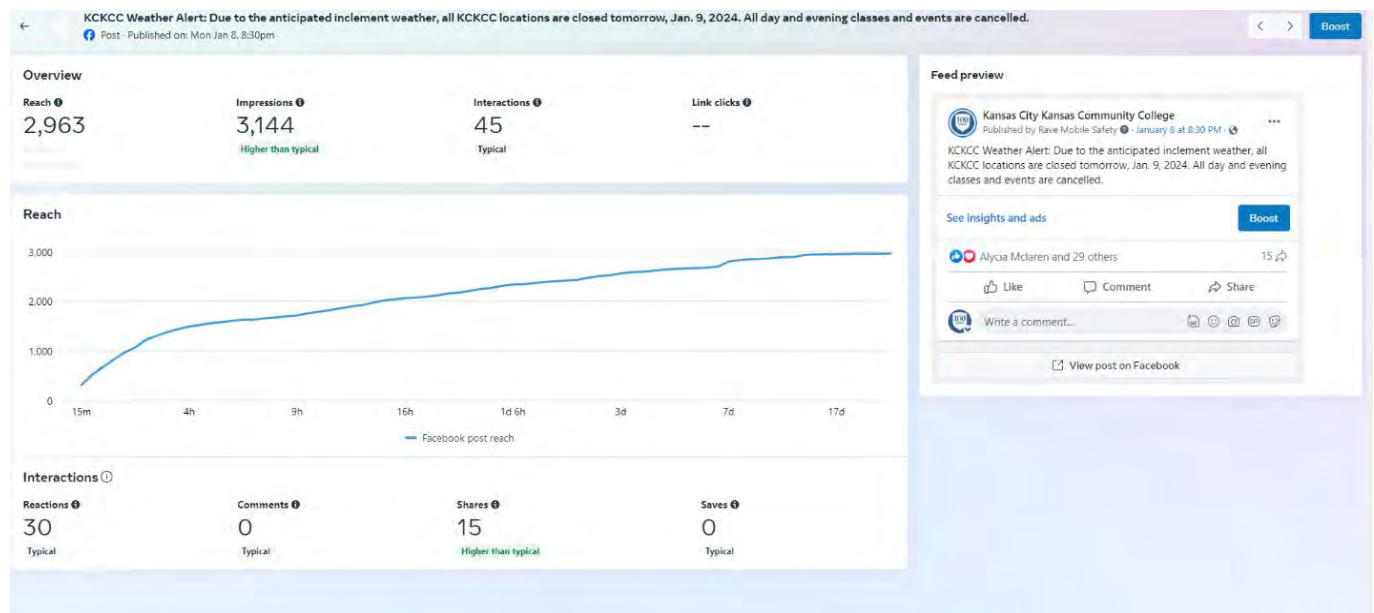 KCKCC Weather Alert: Due to the anticipated inclement weather, all KCKCC locations are closed tomorrow, Jan. 9, 2024. All day and evening classes and events are cancelled.
Post · Published on: Mon Jan 8, 8:30pm
Boost
Overview
Reach Impressions Interactions Link clicks
2,963 3,144 45 --
Higher than typical Typical
Reach
3,000
2,000
1,000
0
15m 4h 9h 16h 1d 6h 3d 7d 17d
Facebook post reach
Interactions
Reactions Comments Shares Saves
30 0 15 0
Typical Typical Higher than typical Typical
Feed preview
100
Kansas City Kansas Community College
Published by Rave Mobile Safety · January 8 at 8:30 PM ·
KCKCC Weather Alert: Due to the anticipated inclement weather, all
KCKCC locations are closed tomorrow, Jan. 9, 2024. All day and evening
classes and events are cancelled.
See insights and ads Boost
Alycia Mclaren and 29 others 15
Like Comment Share
100
Write a comment...
GIF
View post on Facebook